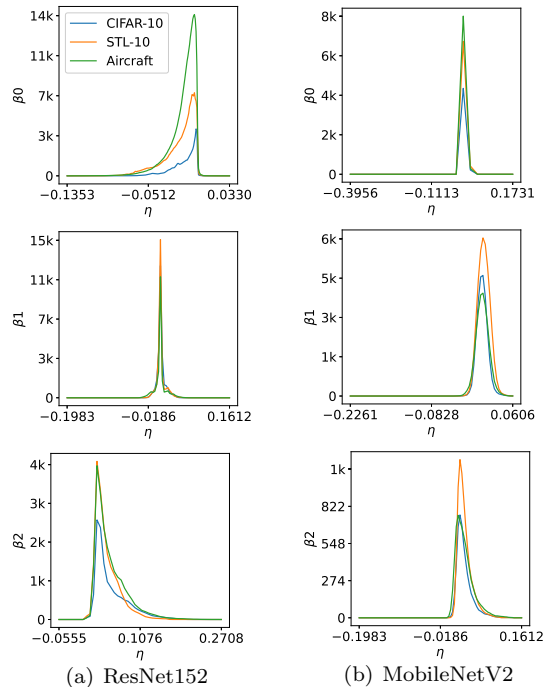 14k
7k
3k
0
β0
CIFAR-10
STL-10
Aircraft
−0.1353
−0.0512
0.0330
η
8k
6k
4k
2k
0
β0
−0.3956
−0.1113
0.1731
η
15k
11k
7k
3k
0
β1
−0.1983
−0.0186
0.1612
η
6k
4k
3k
1k
0
β1
−0.2261
−0.0828
0.0606
η
4k
3k
2k
1k
0
β2
−0.0555
0.1076
0.2708
η
1k
822
548
274
0
β2
−0.1983
−0.0186
0.1612
η
(a) ResNet152
(b) MobileNetV2